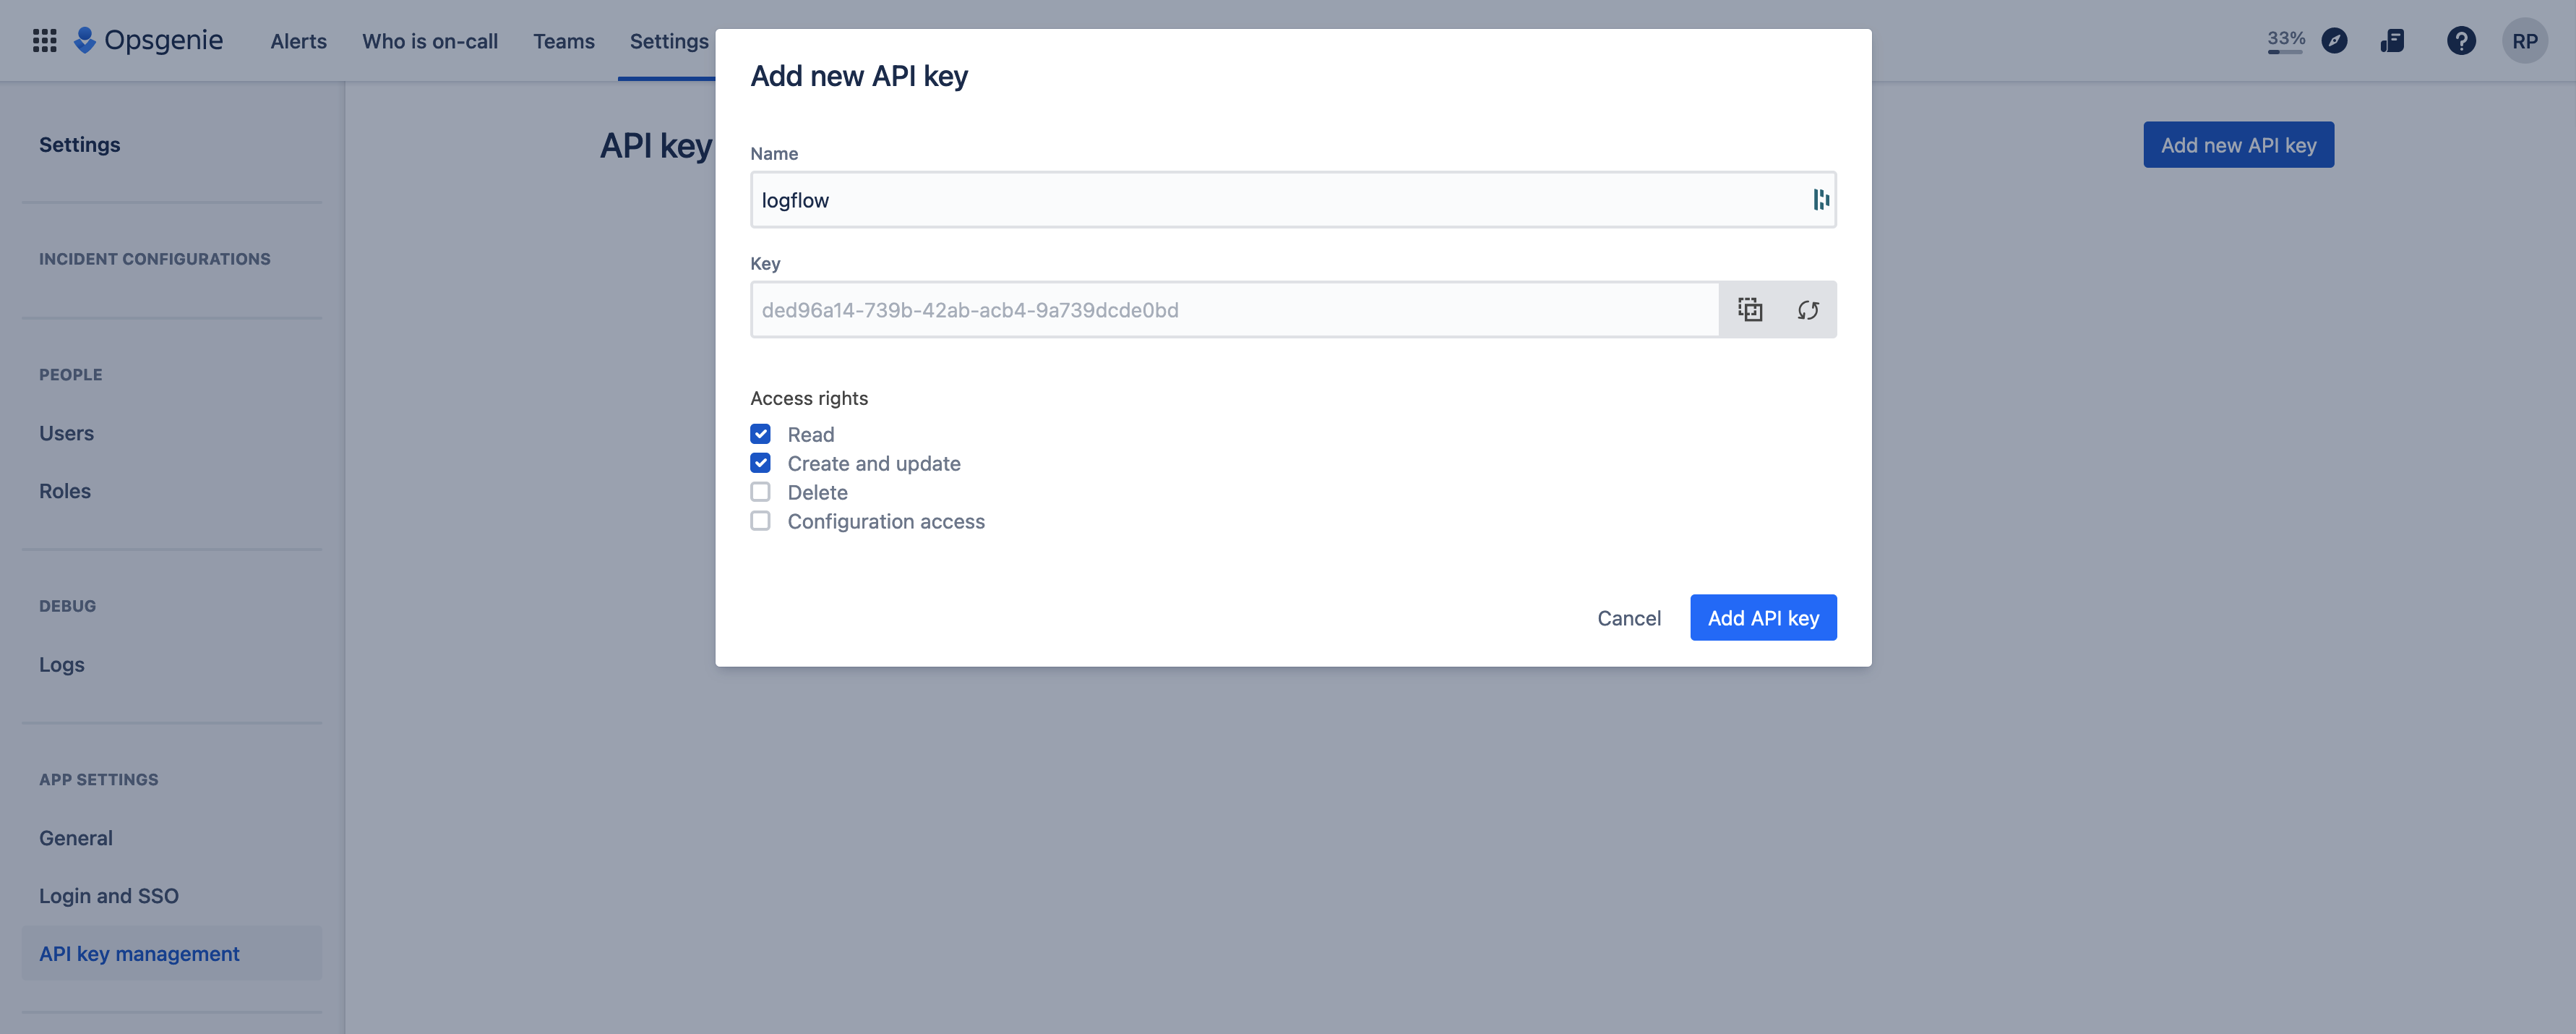 Opsgenie
Alerts
Who is on-call
Teams
Settings
33%
RP
Settings
INCIDENT CONFIGURATIONS
PEOPLE
Users
Roles
DEBUG
Logs
APP SETTINGS
General
Login and SSO
API key management
API key
Add new API key
Add new API key
Name
logflow
Key
ded96a14-739b-42ab-acb4-9a739dcde0bd
Access rights
Read
Create and update
Delete
Configuration access
Cancel
Add API key